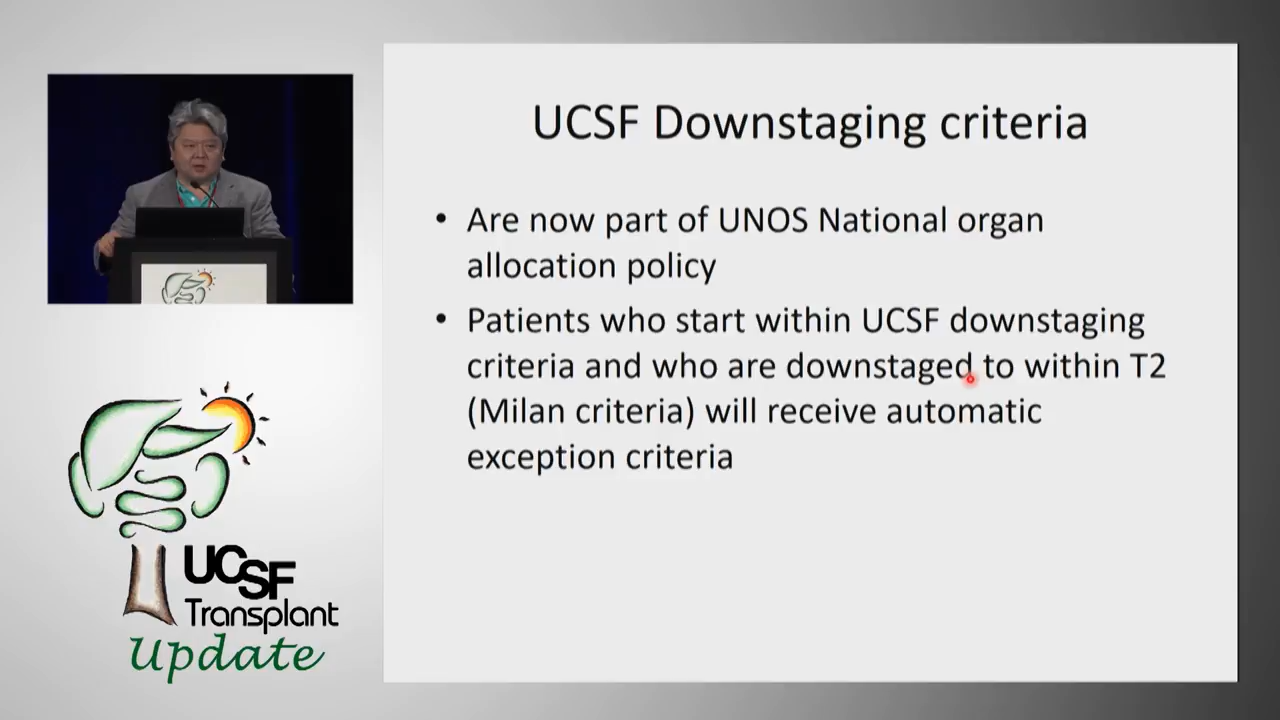 UCSF Downstaging criteria
• Are now part of UNOS National organ
allocation policy
• Patients who start within UCSF downstaging
criteria and who are downstaged to within T2
(Milan criteria) will receive automatic
exception criteria
UCSF
Transplant
Update